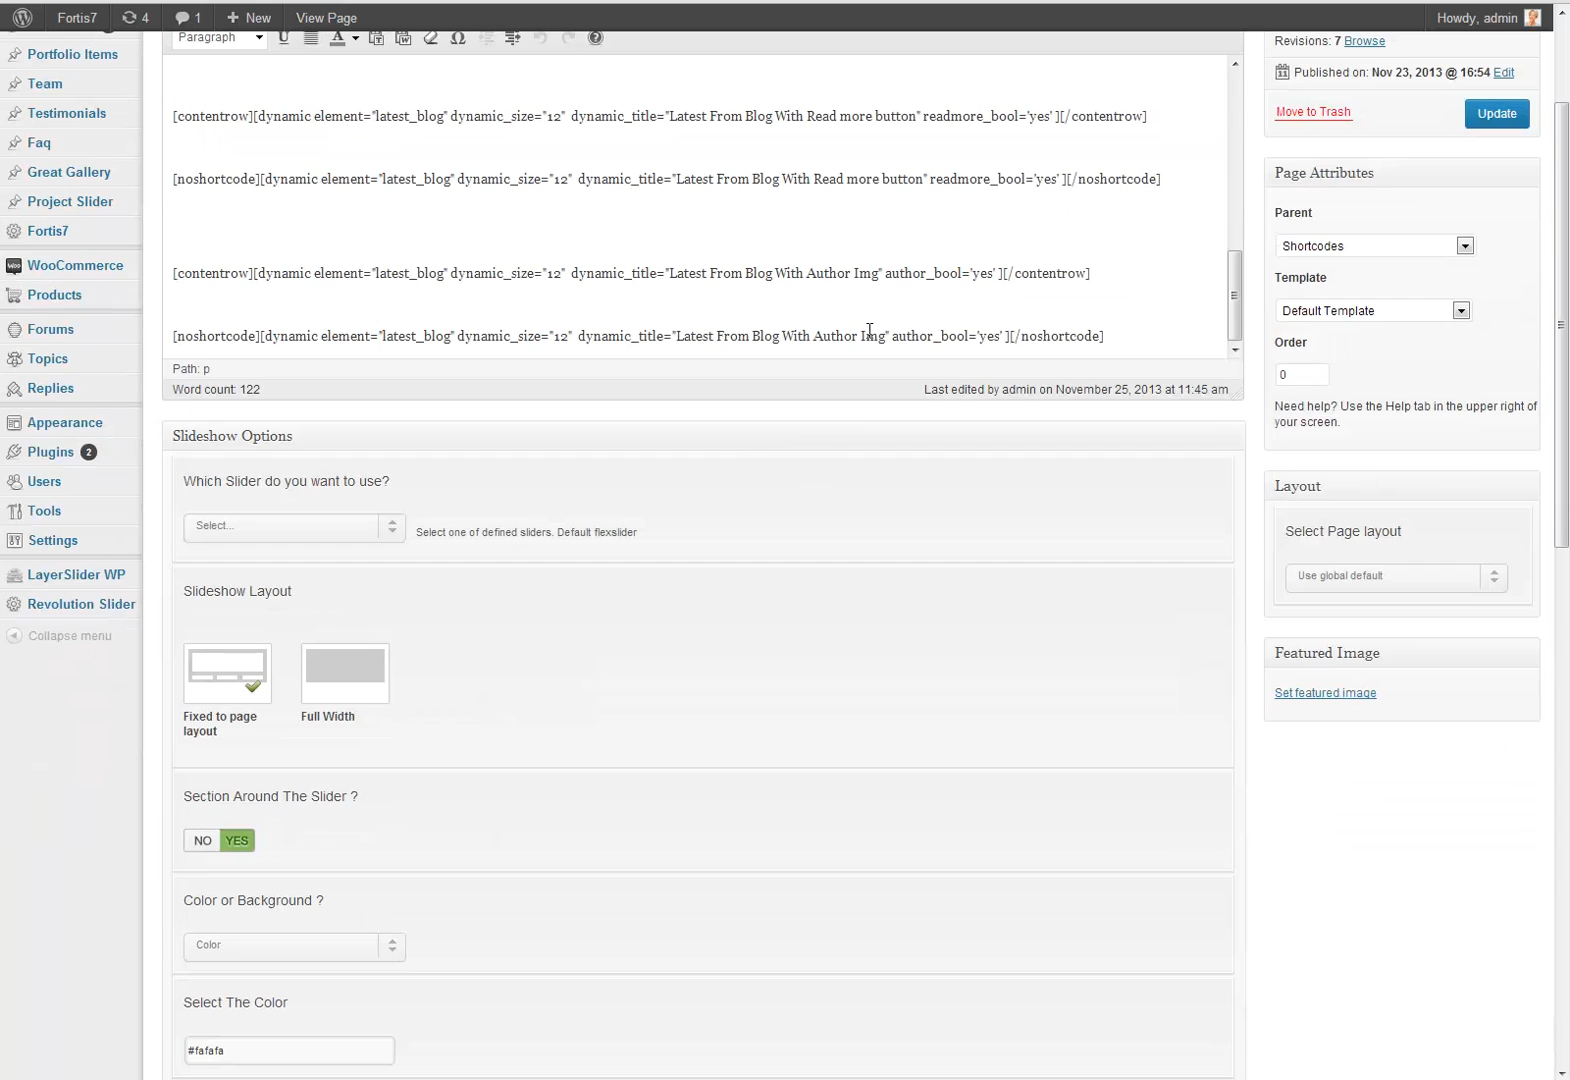 Fortis7 4 1 + New View Page Howdy, admin
Portfolio Items
Team
Testimonials
Faq
Great Gallery
Project Slider
Fortis7
WooCommerce
Products
Forums
Topics
Replies
Appearance
Plugins 2
Users
Tools
Settings
LayerSlider WP
Revolution Slider
Collapse menu
Paragraph U A Ω
[contentrow][dynamic element="latest_blog" dynamic_size="12" dynamic_title="Latest From Blog With Read more button" readmore_bool='yes' ][/contentrow]
[noshortcode][dynamic element="latest_blog" dynamic_size="12" dynamic_title="Latest From Blog With Read more button" readmore_bool='yes' ][/noshortcode]
[contentrow][dynamic element="latest_blog" dynamic_size="12" dynamic_title="Latest From Blog With Author Img" author_bool='yes' ][/contentrow]
[noshortcode][dynamic element="latest_blog" dynamic_size="12" dynamic_title="Latest From Blog With Author Img" author_bool='yes' ][/noshortcode]
Path: p
Word count: 122 Last edited by admin on November 25, 2013 at 11:45 am
Slideshow Options
Which Slider do you want to use?
Select... Select one of defined sliders. Default flexslider
Slideshow Layout
Fixed to page layout
Full Width
Section Around The Slider ?
NO YES
Color or Background ?
Color
Select The Color
#fafafa
Revisions: 7 Browse
Published on: Nov 23, 2013 @ 16:54 Edit
Move to Trash Update
Page Attributes
Parent
Shortcodes
Template
Default Template
Order
0
Need help? Use the Help tab in the upper right of
your screen.
Layout
Select Page layout
Use global default
Featured Image
Set featured image